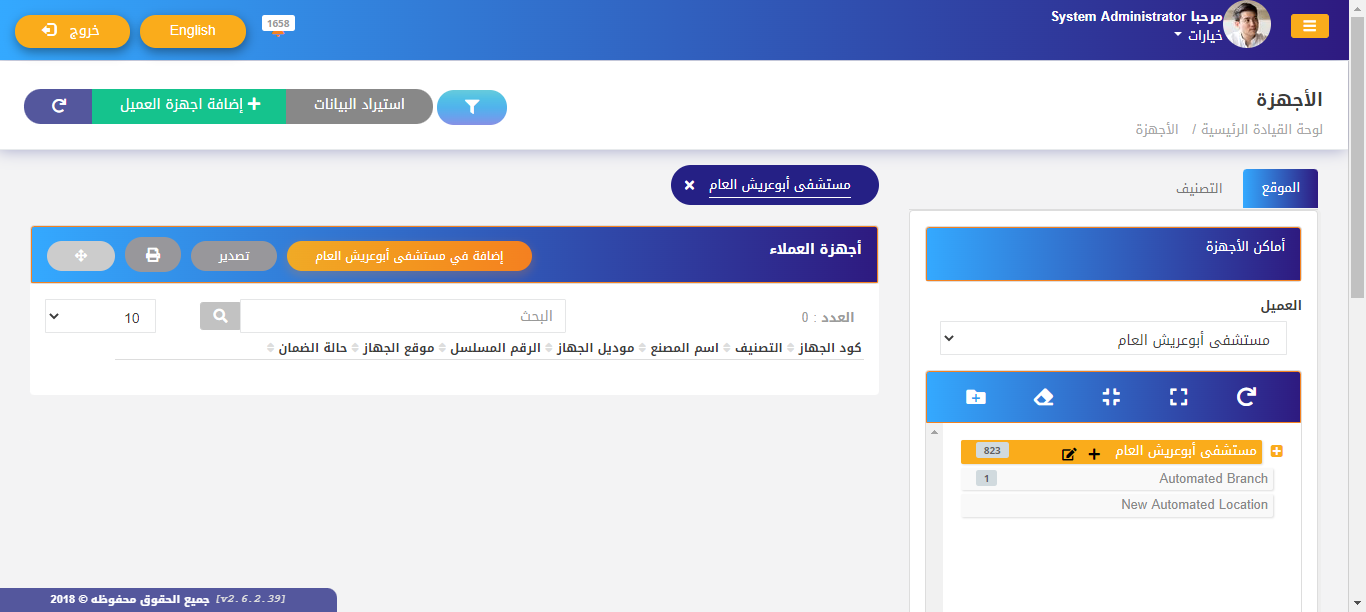 مرحبا System Administrator
خيارات
1658
English
خروج
الأجهزة
لوحة القيادة الرئيسية / الأجهزة
استيراد البيانات
إضافة اجهزة العميل
الموقع
التصنيف
أماكن الأجهزة
العميل
مستشفى أبوعريش العام
مستشفى أبوعريش العام
823
Automated Branch
1
New Automated Location
مستشفى أبوعريش العام
أجهزة العملاء
إضافة في مستشفى أبوعريش العام
تصدير
العدد : 0
البحث
10
كود الجهاز التصنيف اسم المصنع موديل الجهاز الرقم المسلسل موقع الجهاز حالة الضمان
جميع الحقوق محفوظه © 2018 [v2.6.2.39]